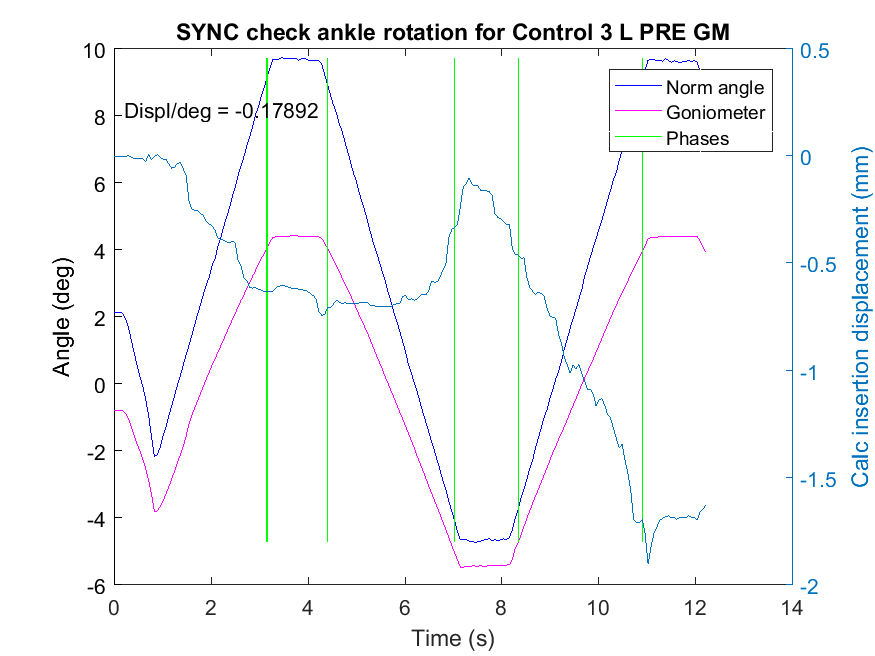 SYNC check ankle rotation for Control 3 L PRE GM
10
8
6
4
2
0
-2
-4
-6
Angle (deg)
Displ/deg = -0.17892
Norm angle
Goniometer
Phases
0.5
0
-0.5
-1
-1.5
-2
Calc insertion displacement (mm)
0 2 4 6 8 10 12 14
Time (s)